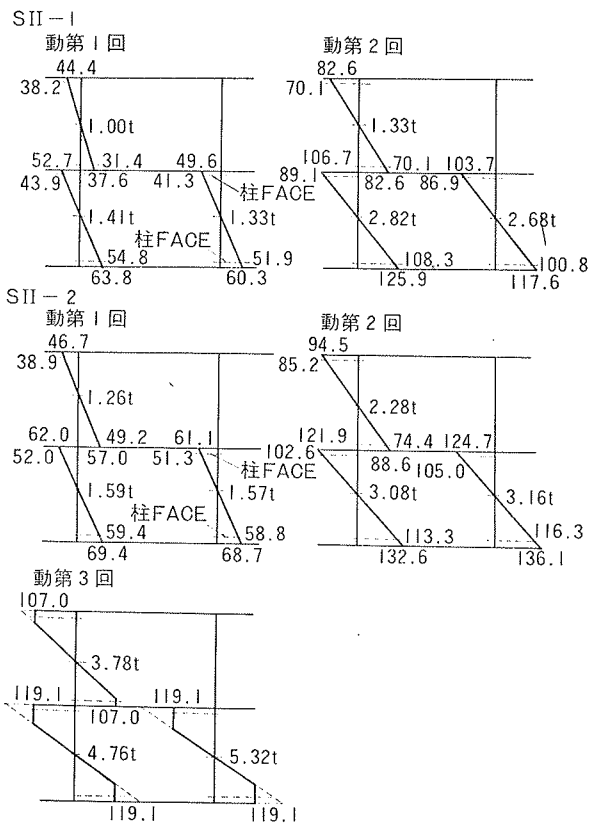 SII-1
動第1回
44.4
38.2
1.00t
52.7 31.4 49.6
43.9 37.6 41.3 柱FACE
1.41t 1.33t
柱FACE
54.8 51.9
63.8 60.3
動第2回
82.6
70.1
1.33t
106.7 70.1 103.7
89.1 82.6 86.9
2.82t 2.68t
108.3 100.8
125.9 117.6
SII-2
動第1回
46.7
38.9
1.26t
62.0 49.2 61.1
52.0 57.0 51.3 柱FACE
1.59t 1.57t
柱FACE
59.4 58.8
69.4 68.7
動第2回
94.5
85.2
2.28t
121.9 74.4 124.7
102.6 88.6 105.0
3.08t 3.16t
113.3 116.3
132.6 136.1
動第3回
107.0
3.78t
119.1 119.1
107.0
4.76t 5.32t
119.1 119.1